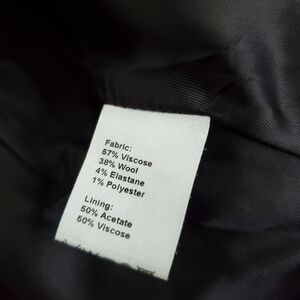 Fabric:
57% Viscose
38% Wool
4% Elastane
1% Polyester
Lining:
50% Acetate
50% Viscose